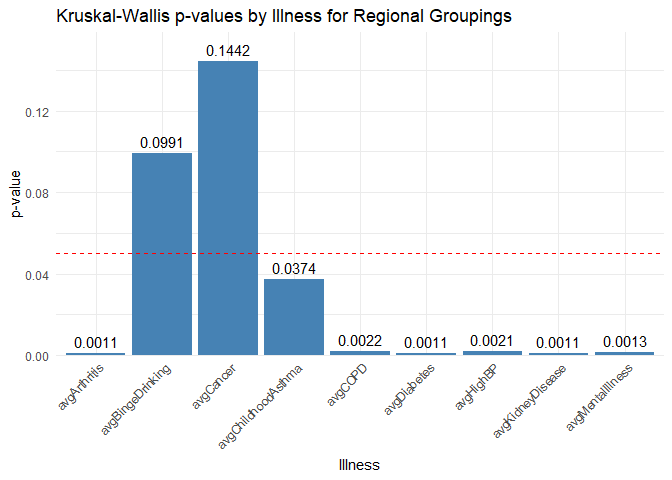 Kruskal-Wallis p-values by Illness for Regional Groupings
0.1442
0.12
0.0991
p-value
0.08
0.04
0.0374
0.0011
0.0022
0.0011
0.0021
0.0011
0.0013
0.00
avgArthritis
avgBingeDrinking
avgCancer
avgChildhoodAsthma
avgCOPD
avgDiabetes
avgHighBP
avgKidneyDisease
avgMentalIllness
Illness